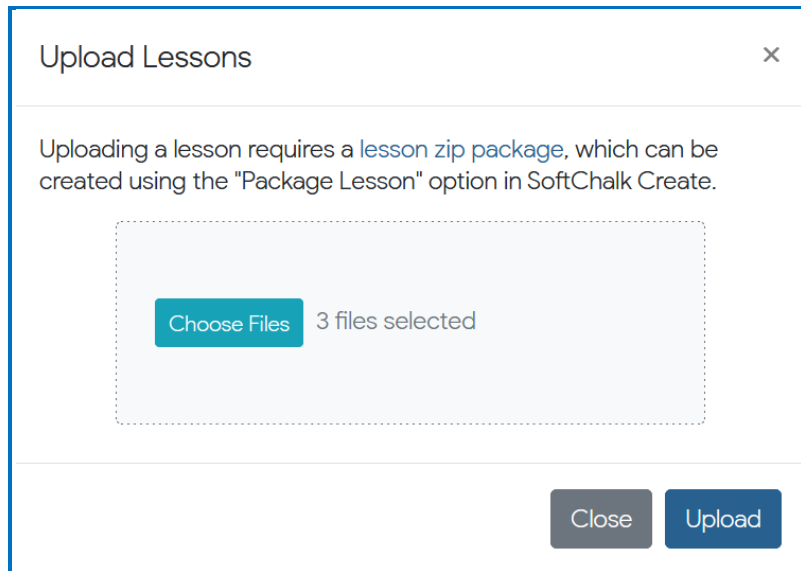 Upload Lessons ×
Uploading a lesson requires a lesson zip package, which can be
created using the "Package Lesson" option in SoftChalk Create.
Choose Files 3 files selected
Close Upload